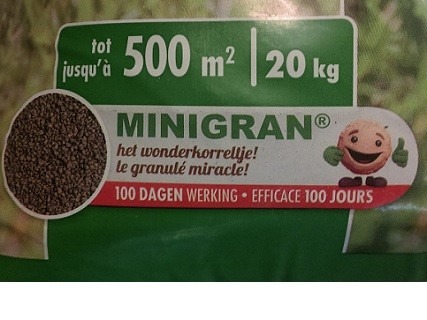 tot
jusqu'à 500 m² | 20 kg
MINIGRAN®
het wonderkorreltje!
le granulé miracle!
100 DAGEN WERKING • EFFICACE 100 JOURS